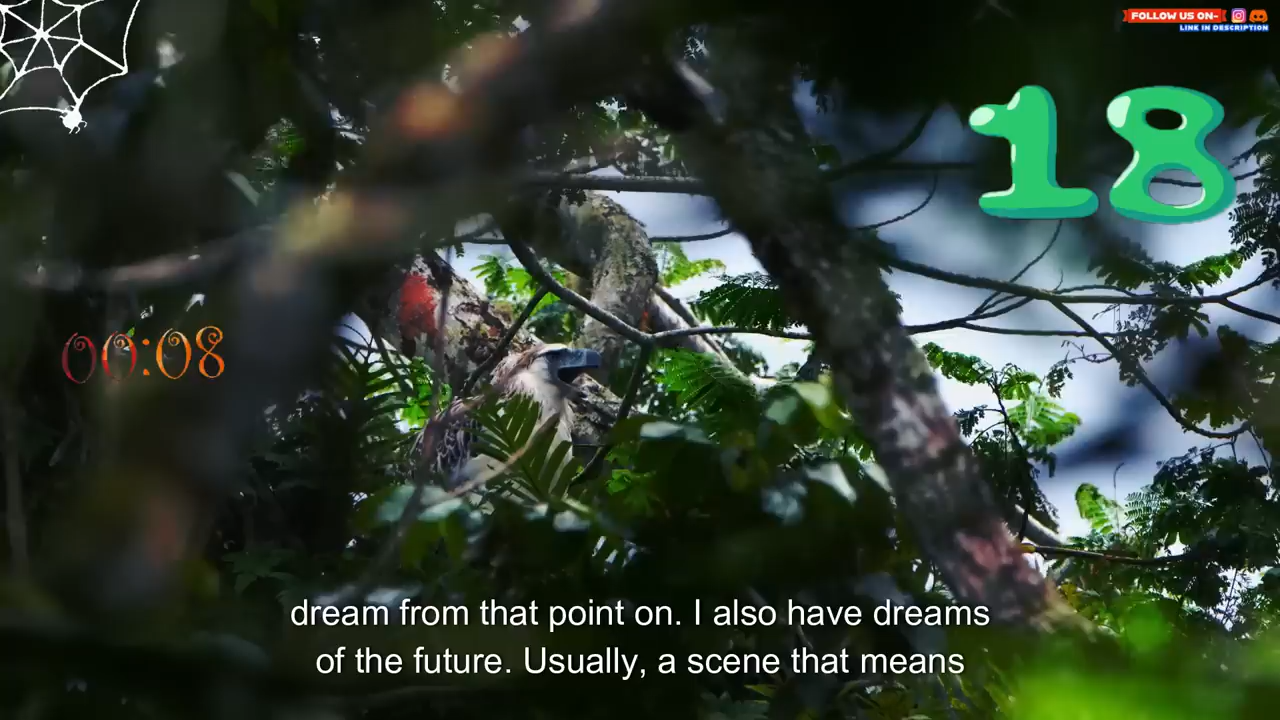 FOLLOW US ON-
LINK IN DESCRIPTION
18
00:08
dream from that point on. I also have dreams
of the future. Usually, a scene that means